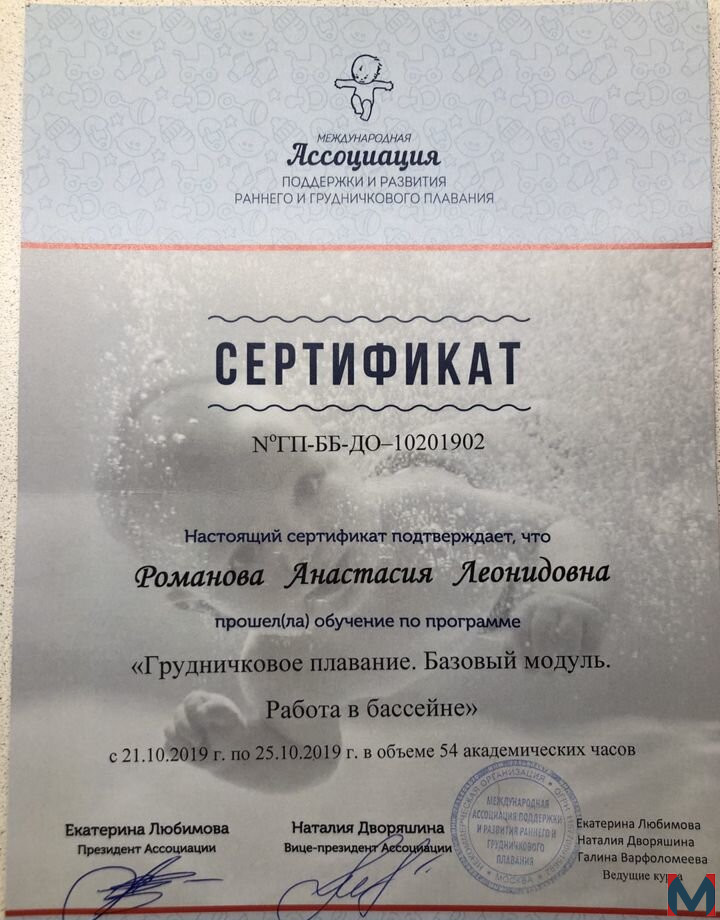 МЕЖДУНАРОДНАЯ
Ассоциация
ПОДДЕРЖКИ И РАЗВИТИЯ
РАННЕГО И ГРУДНИЧКОВОГО ПЛАВАНИЯ
СЕРТИФИКАТ
NºГП-ББ-ДО–10201902
Настоящий сертификат подтверждает, что
Романова Анастасия Леонидовна
прошел(ла) обучение по программе
«Грудничковое плавание. Базовый модуль.
Работа в бассейне»
с 21.10.2019 г. по 25.10.2019 г. в объеме 54 академических часов
Екатерина Любимова
Президент Ассоциации
Наталия Дворяшина
Вице-президент Ассоциации
МЕЖДУНАРОДНАЯ
АССОЦИАЦИЯ ПОДДЕРЖКИ
И РАЗВИТИЯ РАННЕГО И
ГРУДНИЧКОВОГО
ПЛАВАНИЯ
МОСКВА
Екатерина Любимова
Наталия Дворяшина
Галина Варфоломеева
Ведущие курса
M